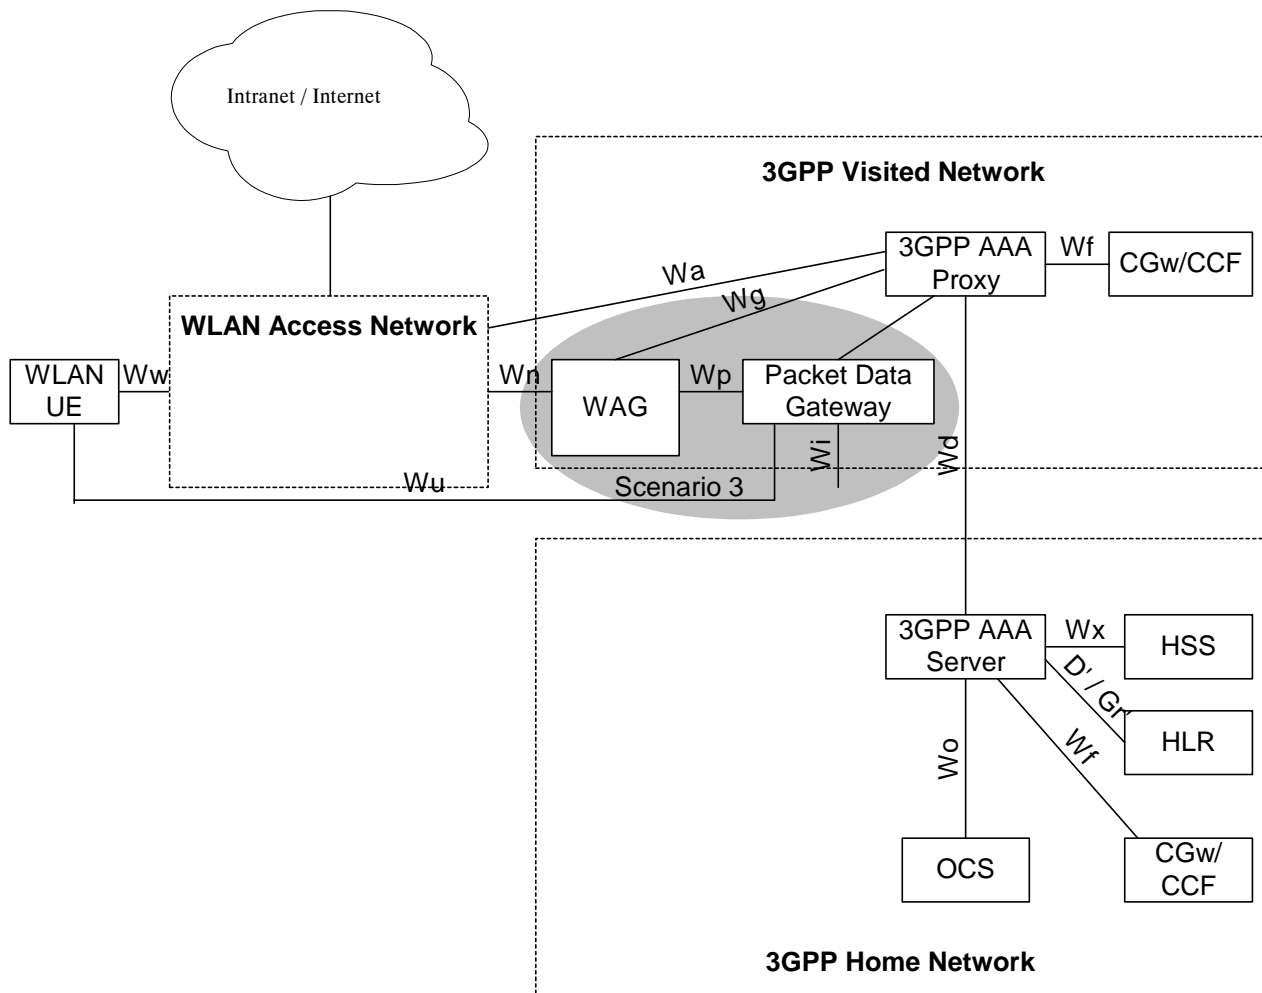 Intranet / Internet
3GPP Visited Network
3GPP AAA
Proxy
Wf
CGw/CCF
Wa
Wg
WLAN Access Network
WLAN
UE
Ww
Wn
WAG
Wp
Packet Data
Gateway
Wi
Wd
Wu
Scenario 3
3GPP AAA
Server
Wx
HSS
D' / Gr'
HLR
Wo
Wf
OCS
CGw/
CCF
3GPP Home Network